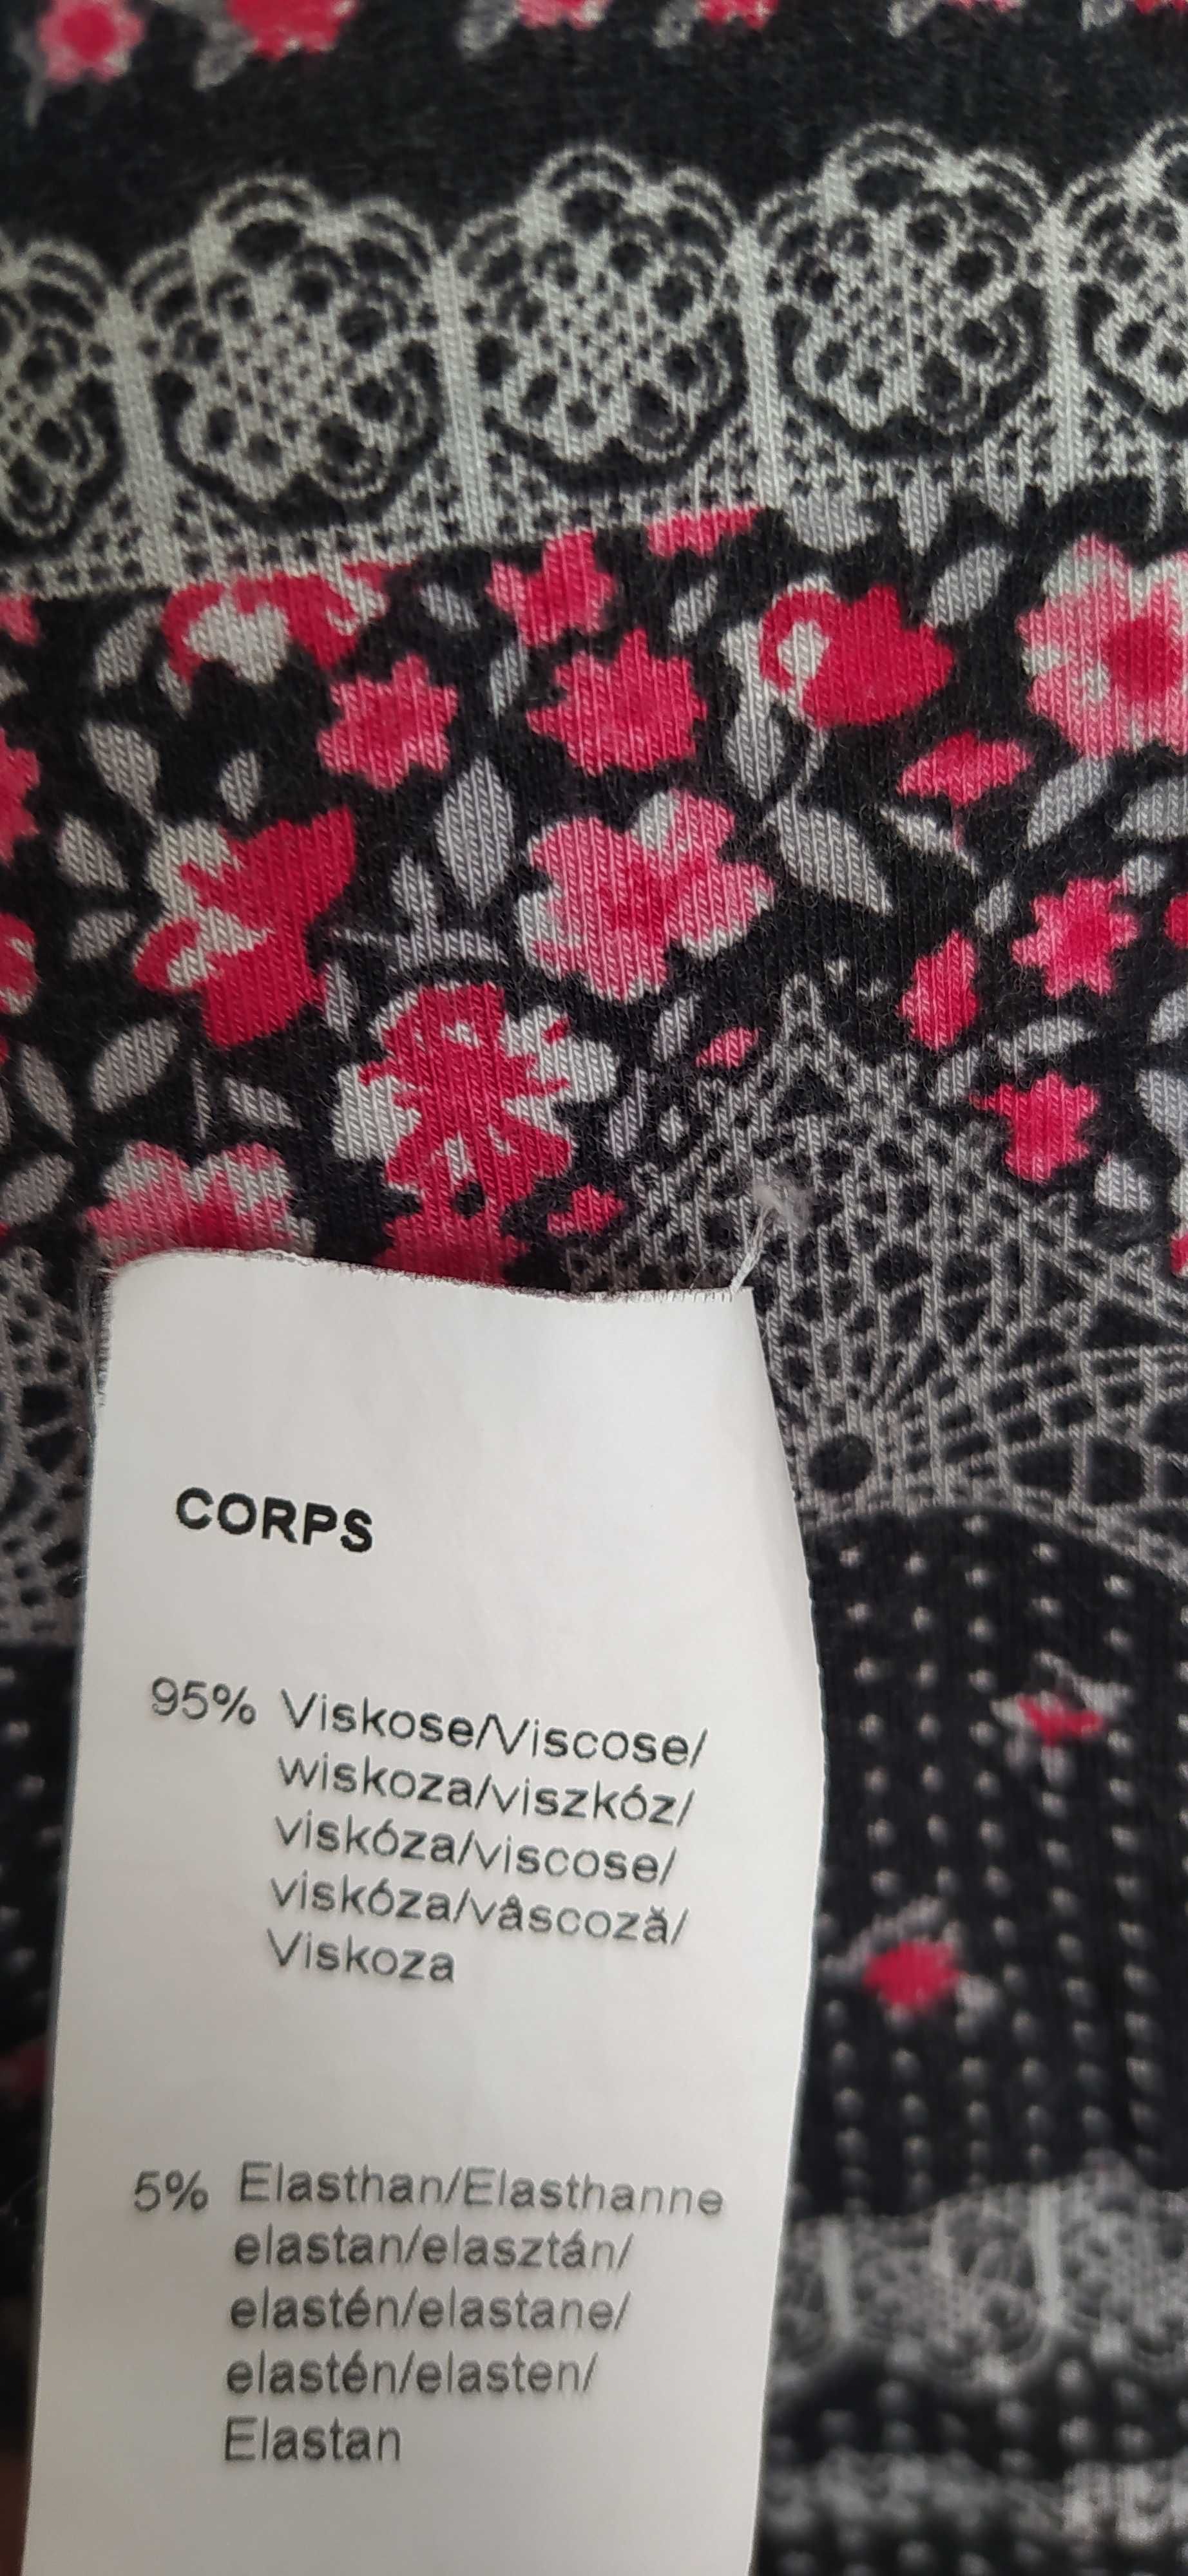 CORPS
95% Viskose/Viscose/
wiskoza/viszkóz/
viskóza/viscose/
viskóza/vâscoză/
Viskoza
5% Elasthan/Elasthanne
elastan/elasztán/
elastén/elastane/
elastén/elasten/
Elastan